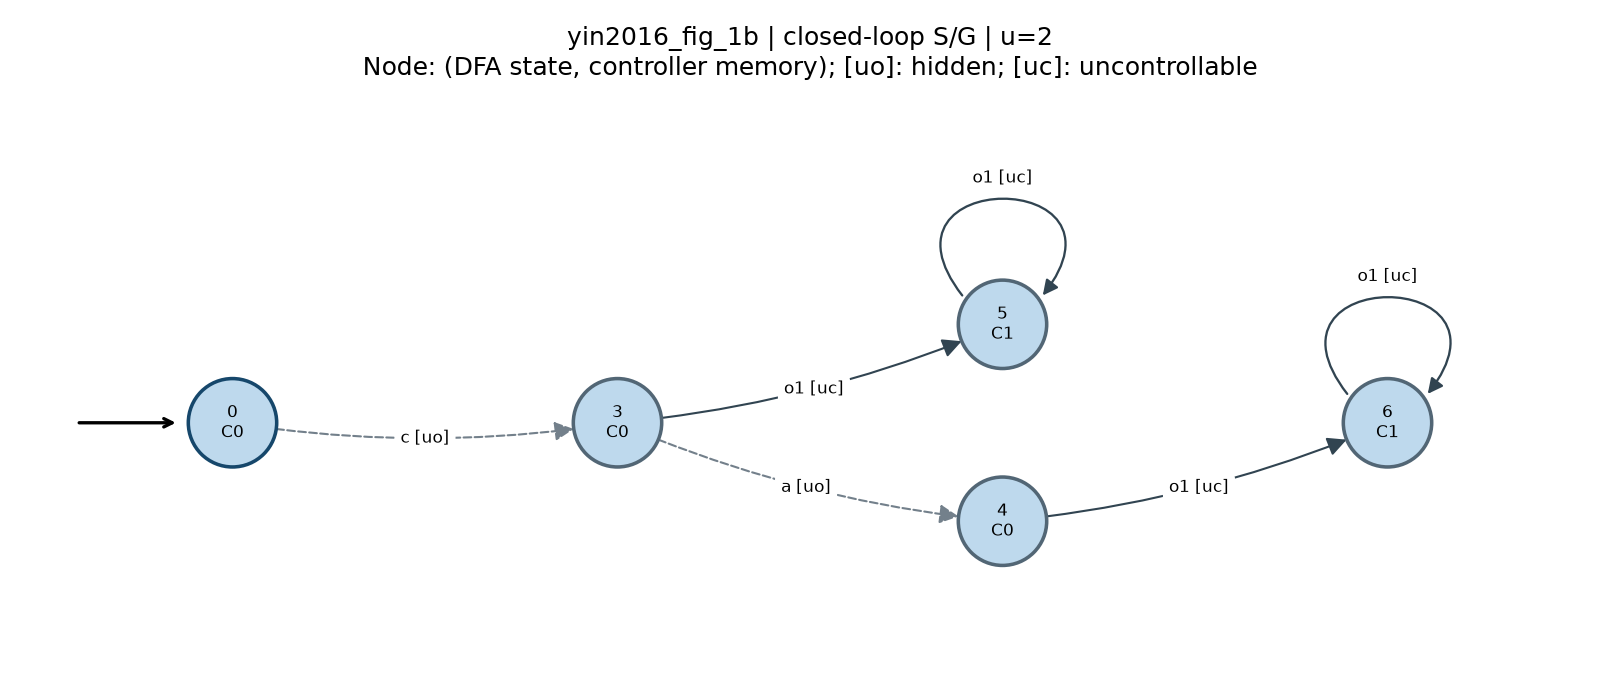 yin2016_fig_1b | closed-loop S/G | u=2
Node: (DFA state, controller memory); [uo]: hidden; [uc]: uncontrollable
o1 [uc]
o1 [uc]
5
C1
o1 [uc]
0
C0
c [uo]
3
C0
6
C1
a [uo]
o1 [uc]
4
C0